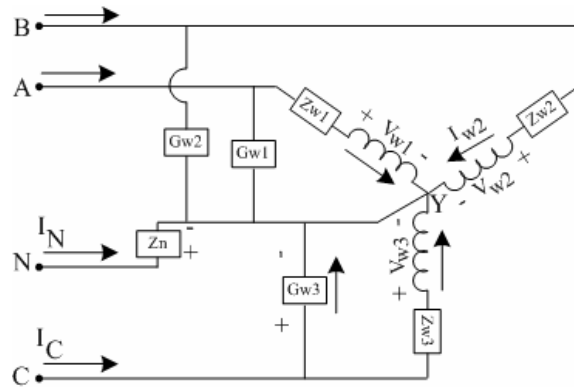 B
A
Zw1
+
Vw1
-
Iw2
Zw2
+
Vw2
-
Gw2
Gw1
Y
IN
Zn
-
+
N
-
Gw3
+
-
Vw3
+
Zw3
IC
C